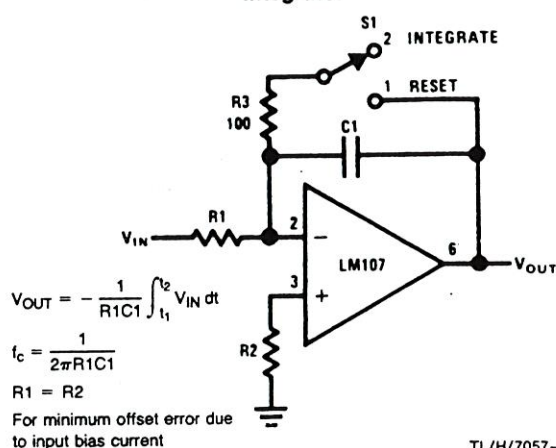 S1
2 INTEGRATE
1 RESET
R3
100
C1
R1
VIN
2
−
6
LM107
VOUT
3
+
VOUT = − 1/R1C1 ∫t1t2 VIN dt
R2
fc = 1/2πR1C1
R1 = R2
For minimum offset error due
to input bias current
TL/H/7057-